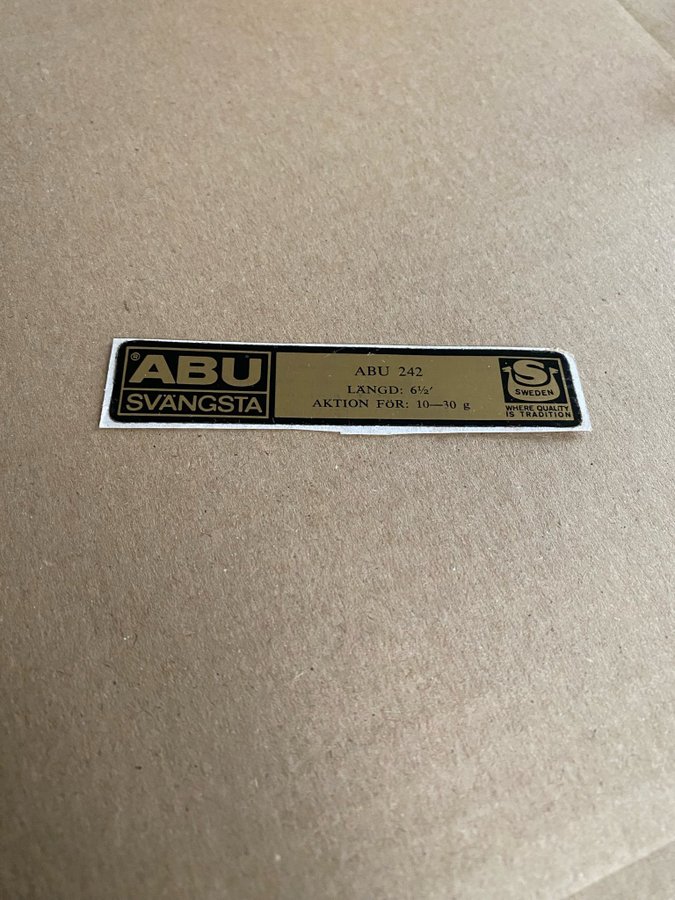 ® ABU
SVÄNGSTA
ABU 242
LÄNGD: 6½′
AKTION FÖR: 10—30 g
S
SWEDEN
WHERE QUALITY
IS TRADITION